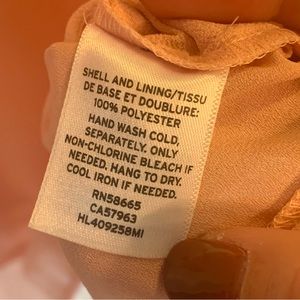 SHELL AND LINING/TISSU
DE BASE ET DOUBLURE:
100% POLYESTER
HAND WASH COLD,
SEPARATELY. ONLY
NON-CHLORINE BLEACH IF
NEEDED. HANG TO DRY.
COOL IRON IF NEEDED.
RN58665
CA57963
HL409258MI